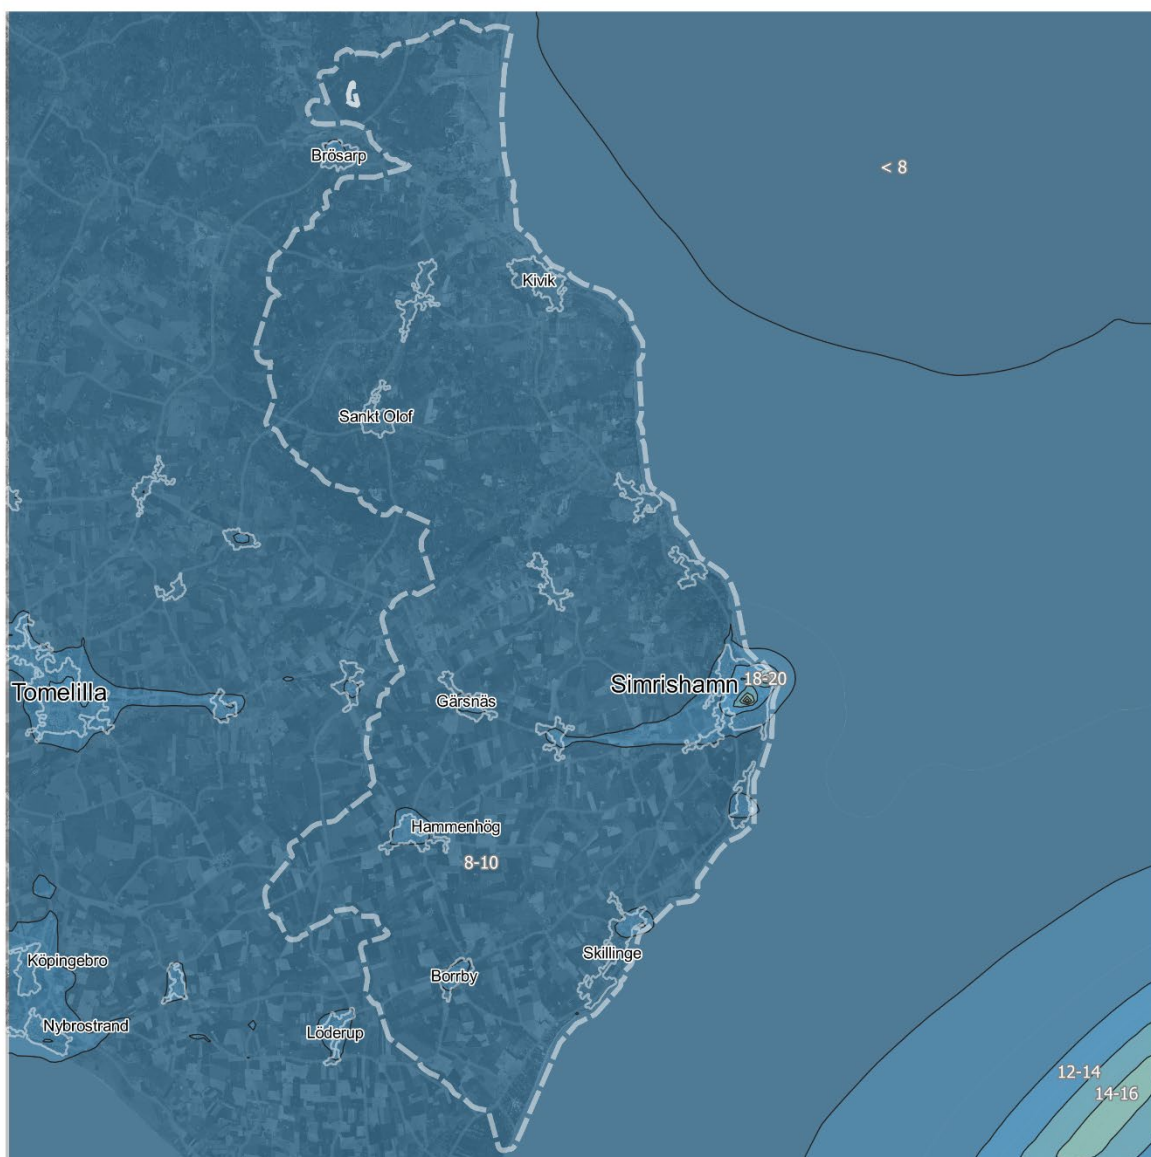 < 8
Brösarp
Kivik
Sankt Olof
Simrishamn
18-20
Tomelilla
Gärsnäs
Hammenhög
8-10
Skillinge
Köpingebro
Borrby
Nybrostrand
Löderup
12-14
14-16